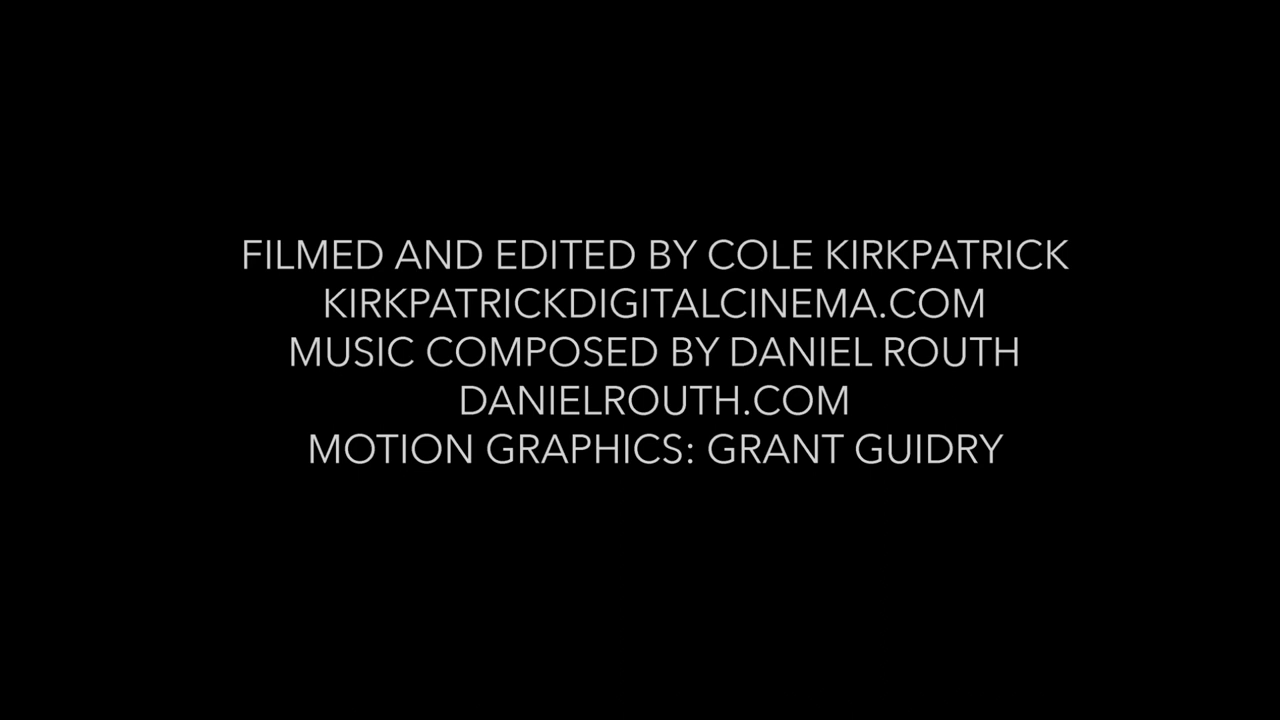 FILMED AND EDITED BY COLE KIRKPATRICK
KIRKPATRICKDIGITALCINEMA.COM
MUSIC COMPOSED BY DANIEL ROUTH
DANIELROUTH.COM
MOTION GRAPHICS: GRANT GUIDRY